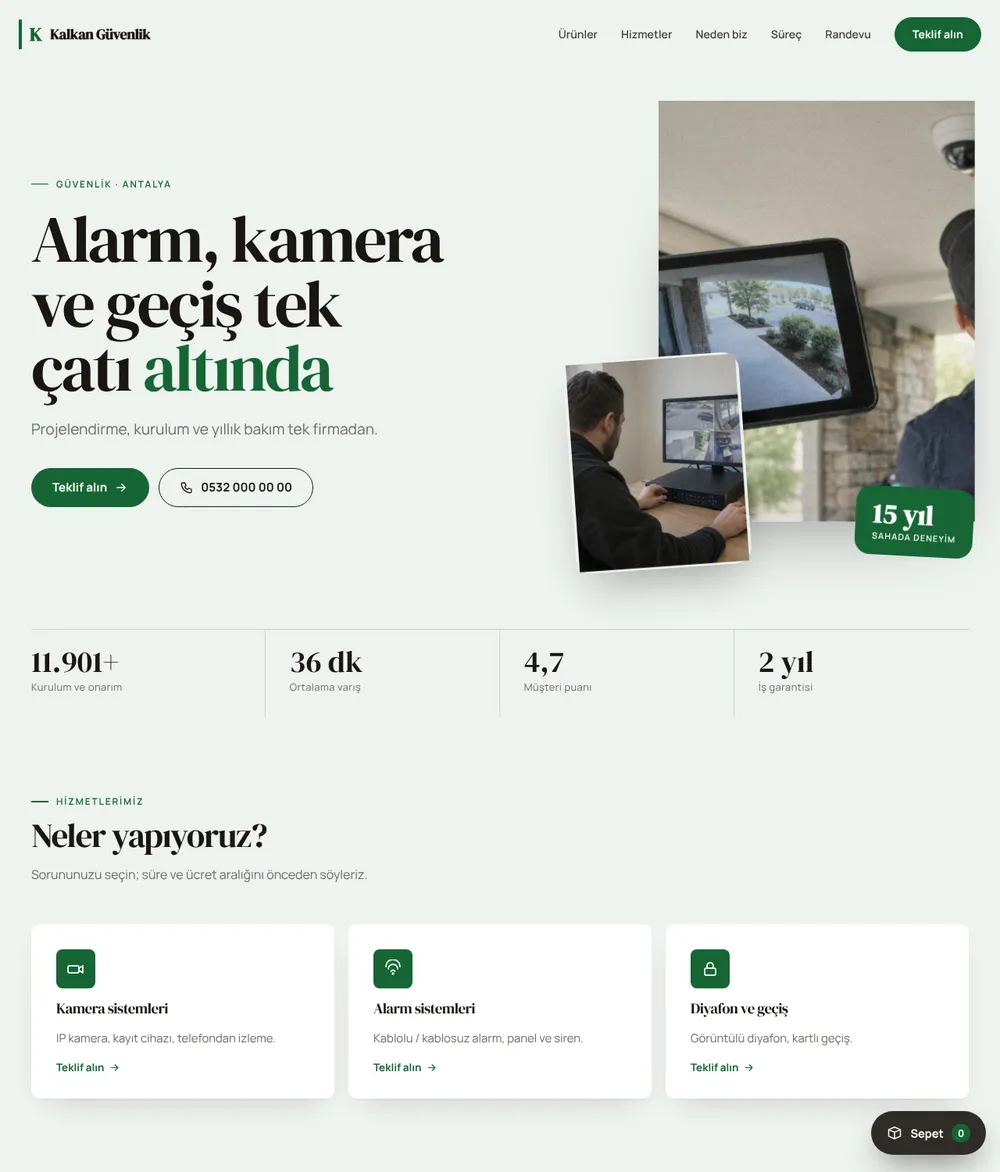 K Kalkan Güvenlik
Ürünler Hizmetler Neden biz Süreç Randevu Teklif alın
GÜVENLİK · ANTALYA
Alarm, kamera
ve geçiş tek
çatı altında
Projelendirme, kurulum ve yıllık bakım tek firmadan.
Teklif alın →
0532 000 00 00
15 yıl
SAHADA DENEYİM
11.901+
Kurulum ve onarım
36 dk
Ortalama varış
4,7
Müşteri puanı
2 yıl
İş garantisi
HİZMETLERİMİZ
Neler yapıyoruz?
Sorununuzu seçin; süre ve ücret aralığını önceden söyleriz.
Kamera sistemleri
IP kamera, kayıt cihazı, telefondan izleme.
Teklif alın →
Alarm sistemleri
Kablolu / kablosuz alarm, panel ve siren.
Teklif alın →
Diyafon ve geçiş
Görüntülü diyafon, kartlı geçiş.
Teklif alın →
Sepet 0